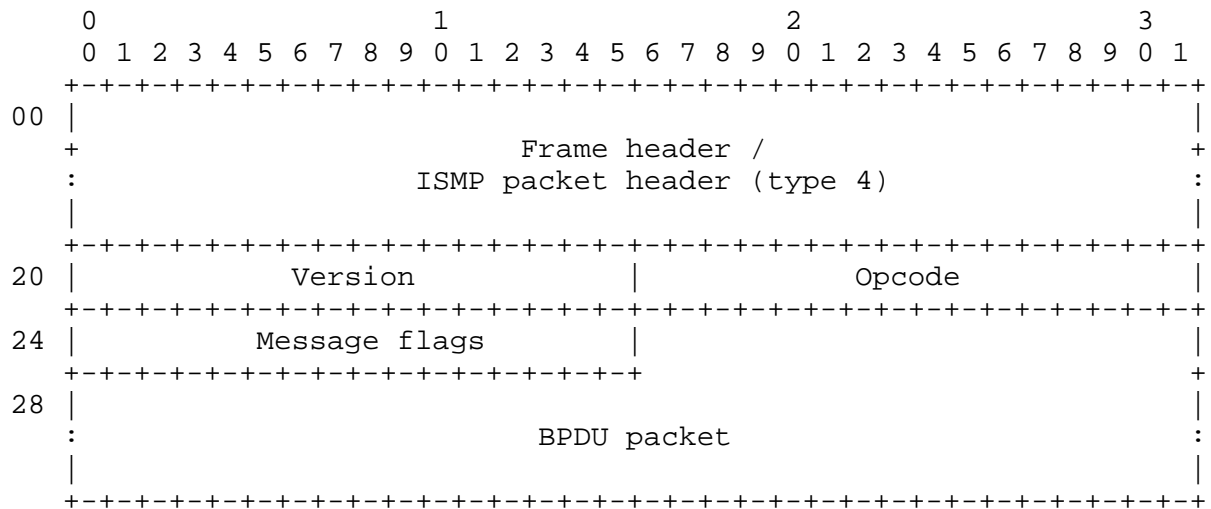 0                   1                   2                   3
 0 1 2 3 4 5 6 7 8 9 0 1 2 3 4 5 6 7 8 9 0 1 2 3 4 5 6 7 8 9 0 1
+-+-+-+-+-+-+-+-+-+-+-+-+-+-+-+-+-+-+-+-+-+-+-+-+-+-+-+-+-+-+-+-+
00 |                                                               |
+                         Frame header /                        +
:                   ISMP packet header (type 4)                 :
|                                                               |
+-+-+-+-+-+-+-+-+-+-+-+-+-+-+-+-+-+-+-+-+-+-+-+-+-+-+-+-+-+-+-+-+
20 |            Version            |            Opcode             |
+-+-+-+-+-+-+-+-+-+-+-+-+-+-+-+-+-+-+-+-+-+-+-+-+-+-+-+-+-+-+-+-+
24 |          Message flags        |                               |
+-+-+-+-+-+-+-+-+-+-+-+-+-+-+-+-+                               +
28 |                                                               |
:                          BPDU packet                          :
|                                                               |
+-+-+-+-+-+-+-+-+-+-+-+-+-+-+-+-+-+-+-+-+-+-+-+-+-+-+-+-+-+-+-+-+